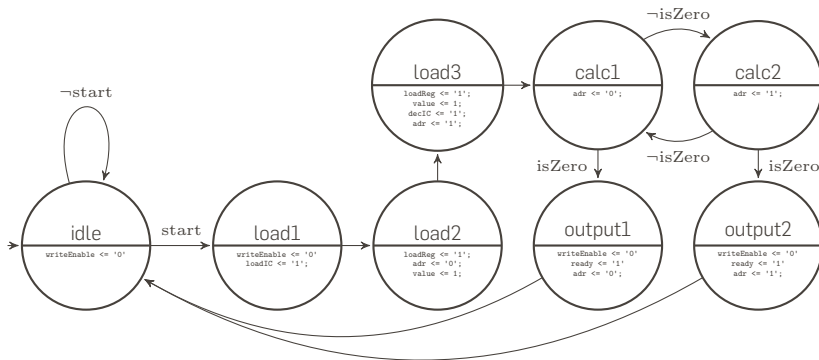 ¬isZero
load3
loadReg <= '1';
value <= 1;
decIC <= '1';
adr <= '1';
calc1
adr <= '0';
calc2
adr <= '1';
¬start
isZero
¬isZero
isZero
idle
writeEnable <= '0'
start
load1
writeEnable <= '0'
loadIC <= '1';
load2
loadReg <= '1';
adr <= '0';
value <= 1;
output1
writeEnable <= '0'
ready <= '1'
adr <= '0';
output2
writeEnable <= '0'
ready <= '1'
adr <= '1';